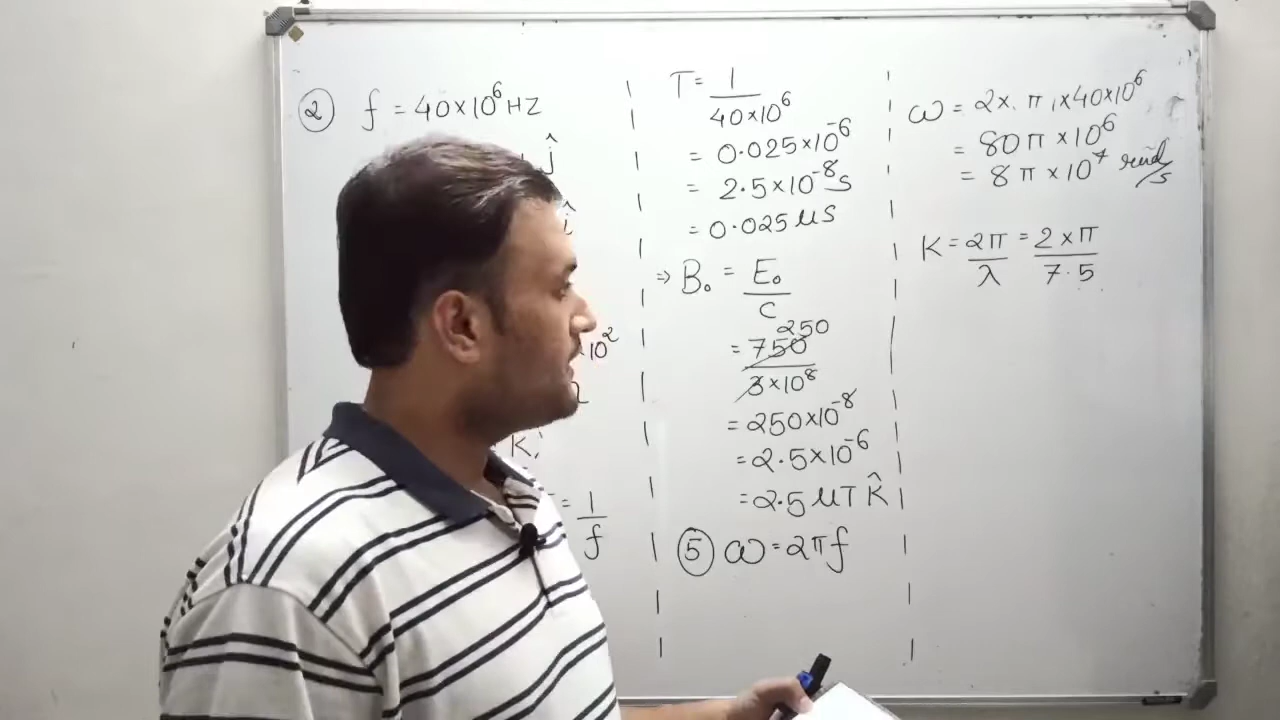 ② f = 40×10⁶ HZ
ĵ
î
10²
K,
= 1/f
T = 1/40×10⁶
= 0.025×10⁻⁶
= 2.5×10⁻⁸ S
= 0.025 μS
⇒ B₀ = E₀/C
250
= 750/3×10⁸
= 250×10⁻⁸
= 2.5×10⁻⁶
= 2.5 μT K̂
⑤ ω = 2πf
ω = 2×π×40×10⁶
= 80π×10⁶
= 8π×10⁷ rad/s
K = 2π/λ = 2×π/7.5